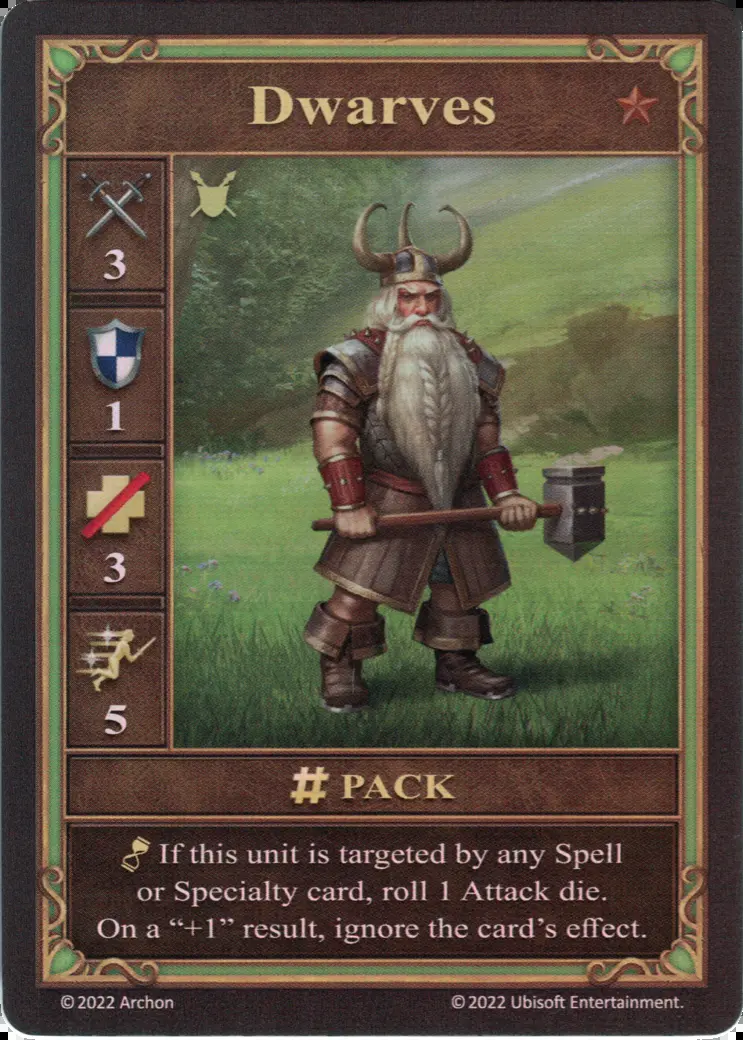 Dwarves
3
1
3
5
# PACK
If this unit is targeted by any Spell
or Specialty card, roll 1 Attack die.
On a “+1” result, ignore the card’s effect.
© 2022 Archon
© 2022 Ubisoft Entertainment.